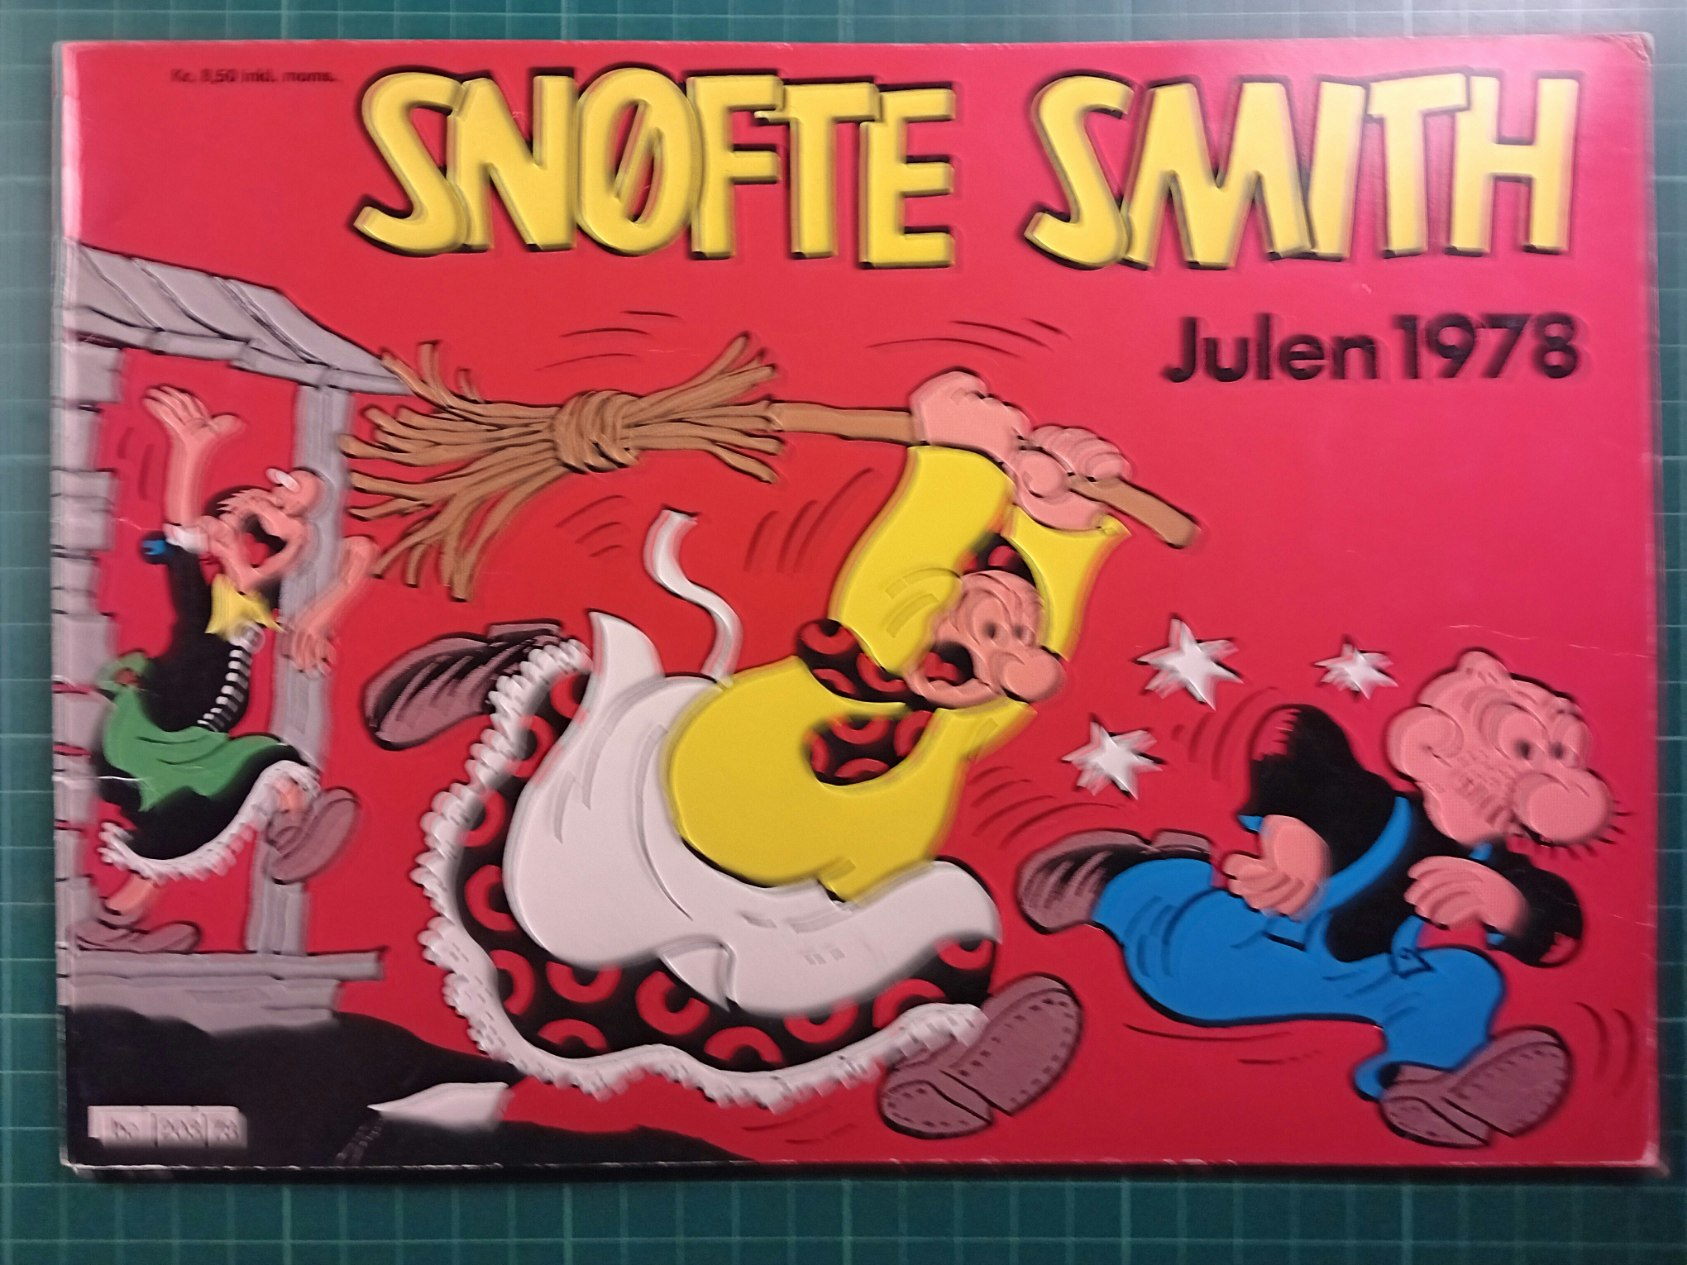 Kr. 8,50 inkl. moms.
SNØFTE SMITH
Julen 1978